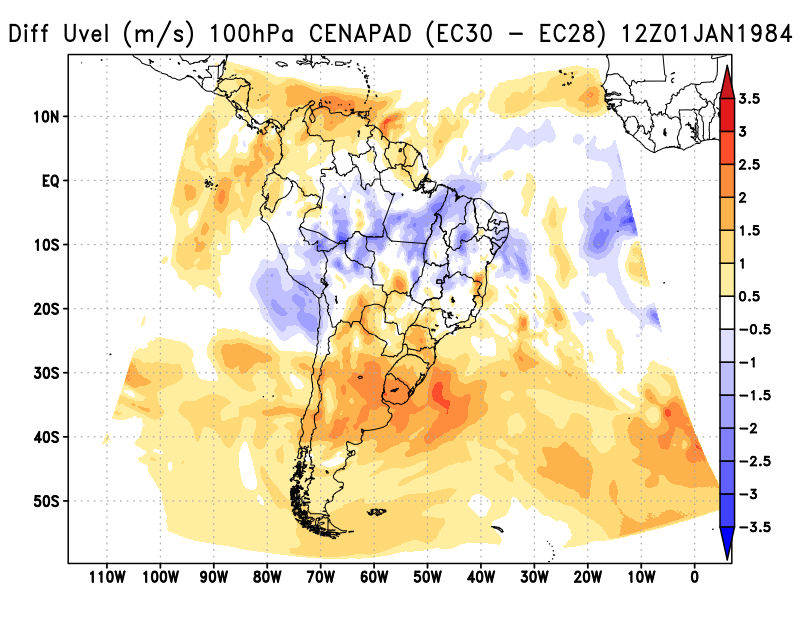 Diff Uvel (m/s) 100hPa CENAPAD (EC30 − EC28) 12Z01JAN1984
10N
EQ
10S
20S
30S
40S
50S
110W 100W 90W 80W 70W 60W 50W 40W 30W 20W 10W 0
3.5
3
2.5
2
1.5
1
0.5
−0.5
−1
−1.5
−2
−2.5
−3
−3.5